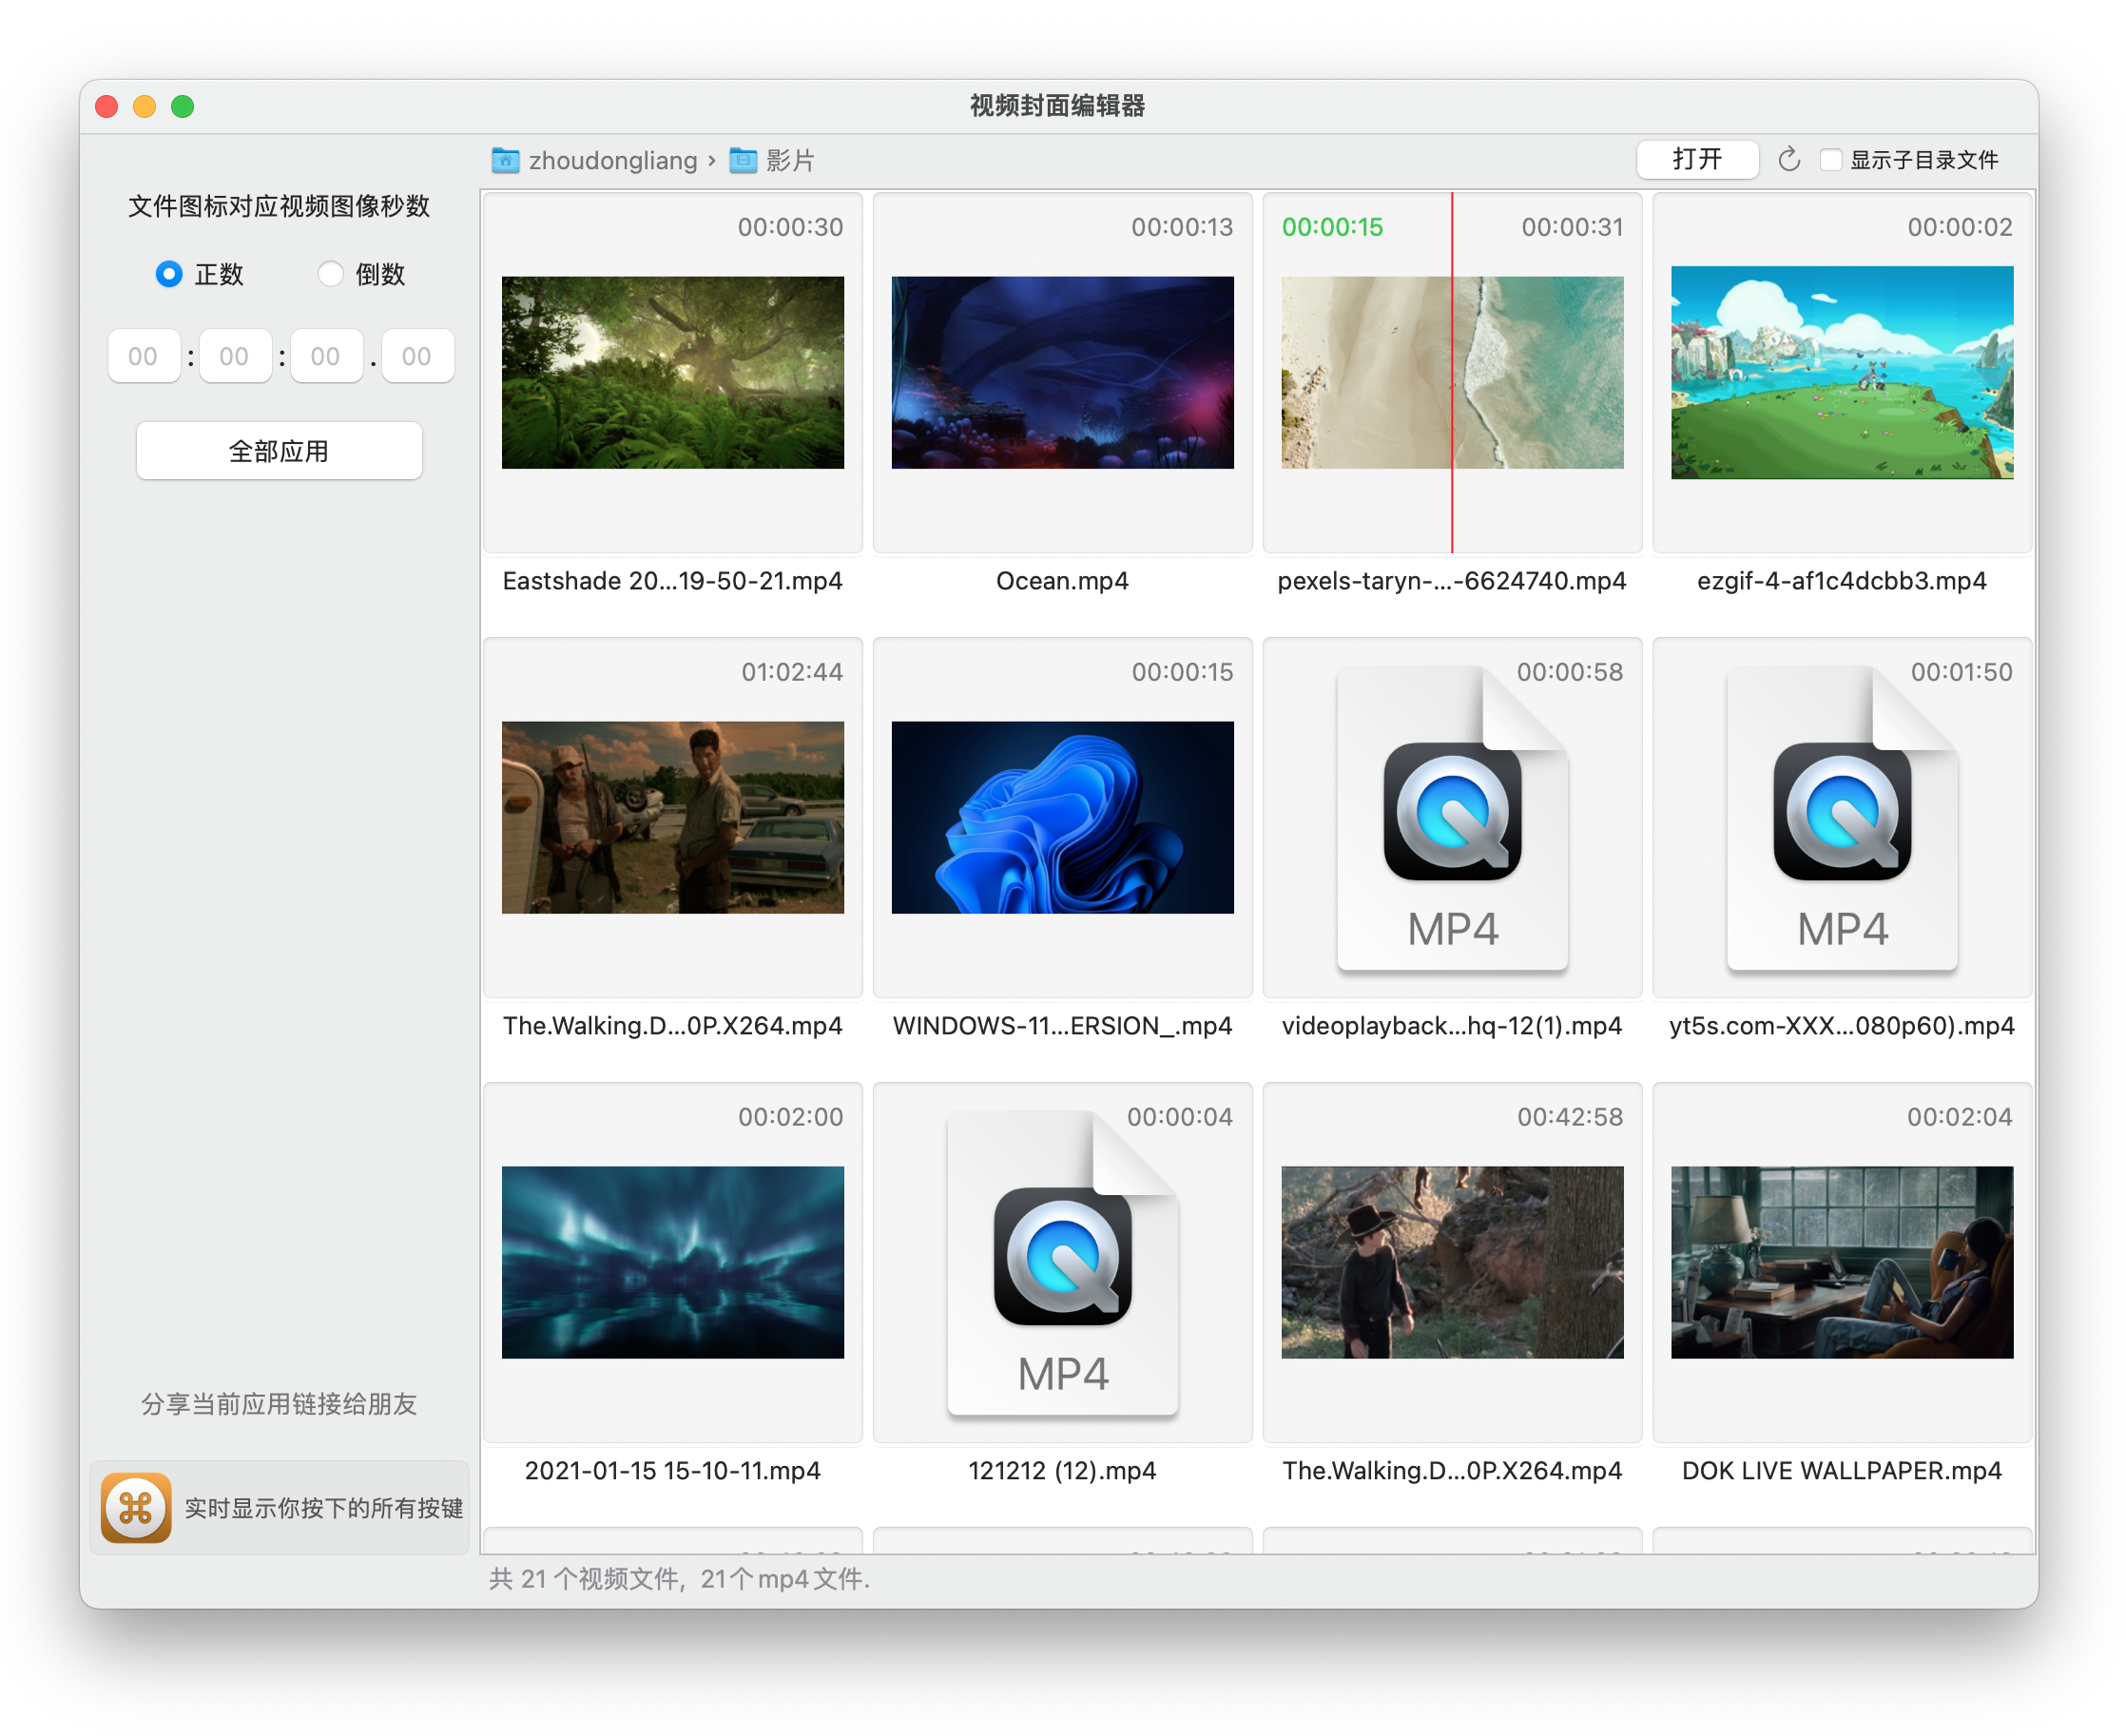 视频封面编辑器
zhoudongliang › 影片
打开
显示子目录文件
文件图标对应视频图像秒数
正数
倒数
00 : 00 : 00 . 00
全部应用
00:00:30
00:00:13
00:00:15
00:00:31
00:00:02
Eastshade 20...19-50-21.mp4
Ocean.mp4
pexels-taryn-...-6624740.mp4
ezgif-4-af1c4dcbb3.mp4
01:02:44
00:00:15
00:00:58
00:01:50
MP4
MP4
The.Walking.D...0P.X264.mp4
WINDOWS-11...ERSION_.mp4
videoplayback...hq-12(1).mp4
yt5s.com-XXX...080p60).mp4
00:02:00
00:00:04
00:42:58
00:02:04
MP4
2021-01-15 15-10-11.mp4
121212 (12).mp4
The.Walking.D...0P.X264.mp4
DOK LIVE WALLPAPER.mp4
分享当前应用链接给朋友
实时显示你按下的所有按键
共 21 个视频文件, 21个mp4文件.